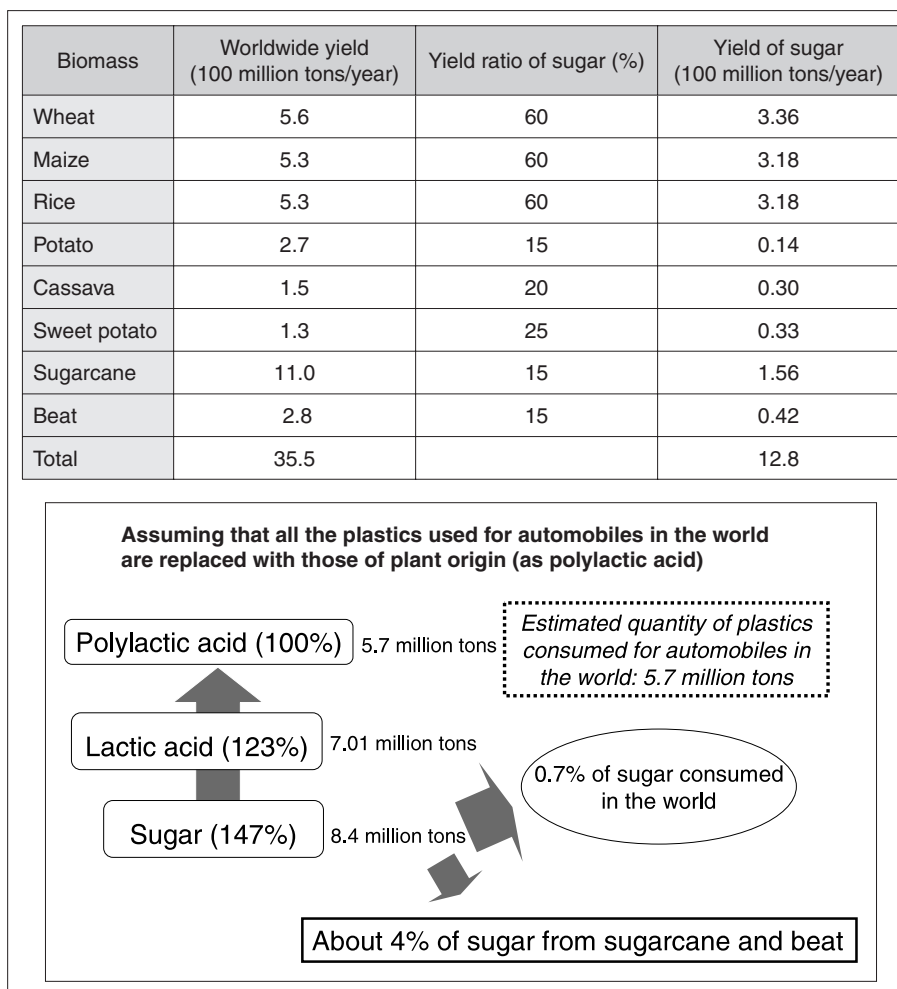 Biomass
Worldwide yield
(100 million tons/year)
Yield ratio of sugar (%)
Yield of sugar
(100 million tons/year)
Wheat 5.6 60 3.36
Maize 5.3 60 3.18
Rice 5.3 60 3.18
Potato 2.7 15 0.14
Cassava 1.5 20 0.30
Sweet potato 1.3 25 0.33
Sugarcane 11.0 15 1.56
Beat 2.8 15 0.42
Total 35.5 12.8
Assuming that all the plastics used for automobiles in the world
are replaced with those of plant origin (as polylactic acid)
Polylactic acid (100%) 5.7 million tons
Estimated quantity of plastics
consumed for automobiles in
the world: 5.7 million tons
Lactic acid (123%) 7.01 million tons
0.7% of sugar consumed
in the world
Sugar (147%) 8.4 million tons
About 4% of sugar from sugarcane and beat